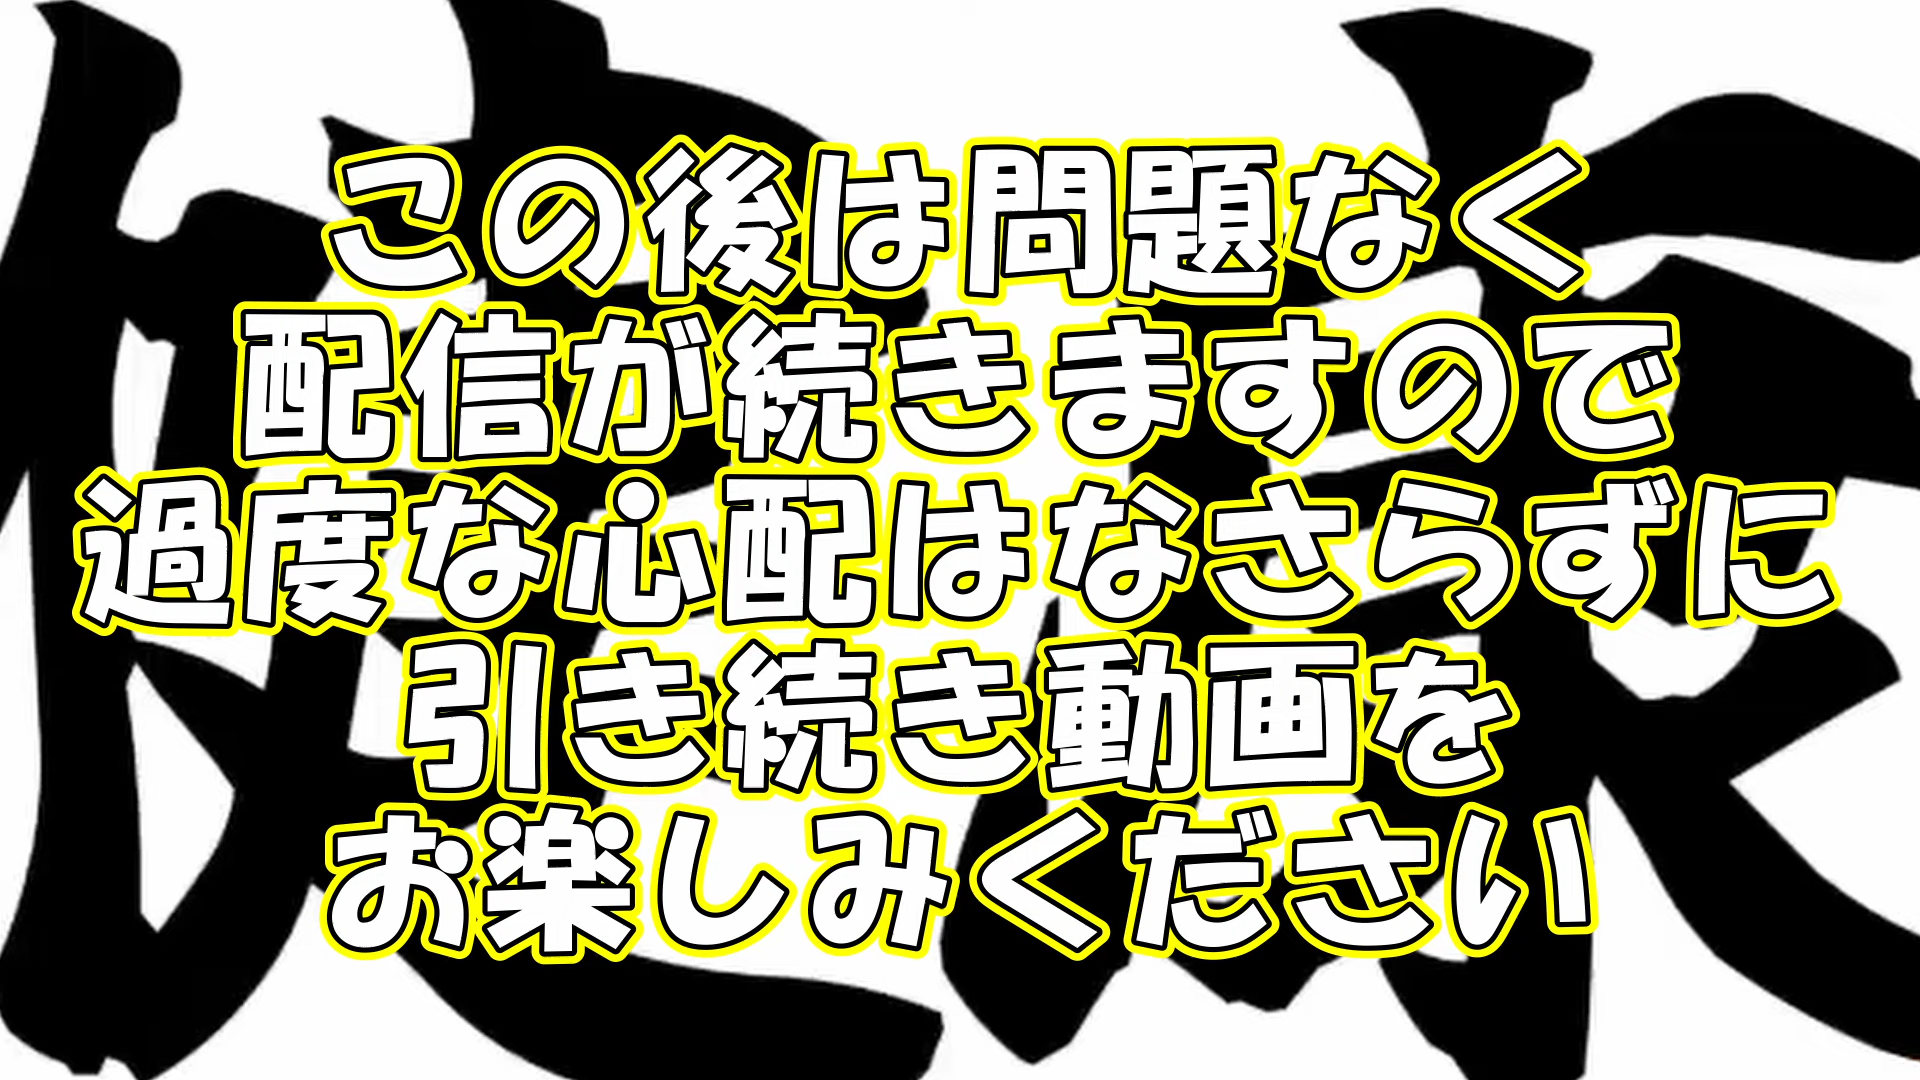 この後は問題なく
配信が続きますので
過度な心配はなさらずに
引き続き動画を
お楽しみください